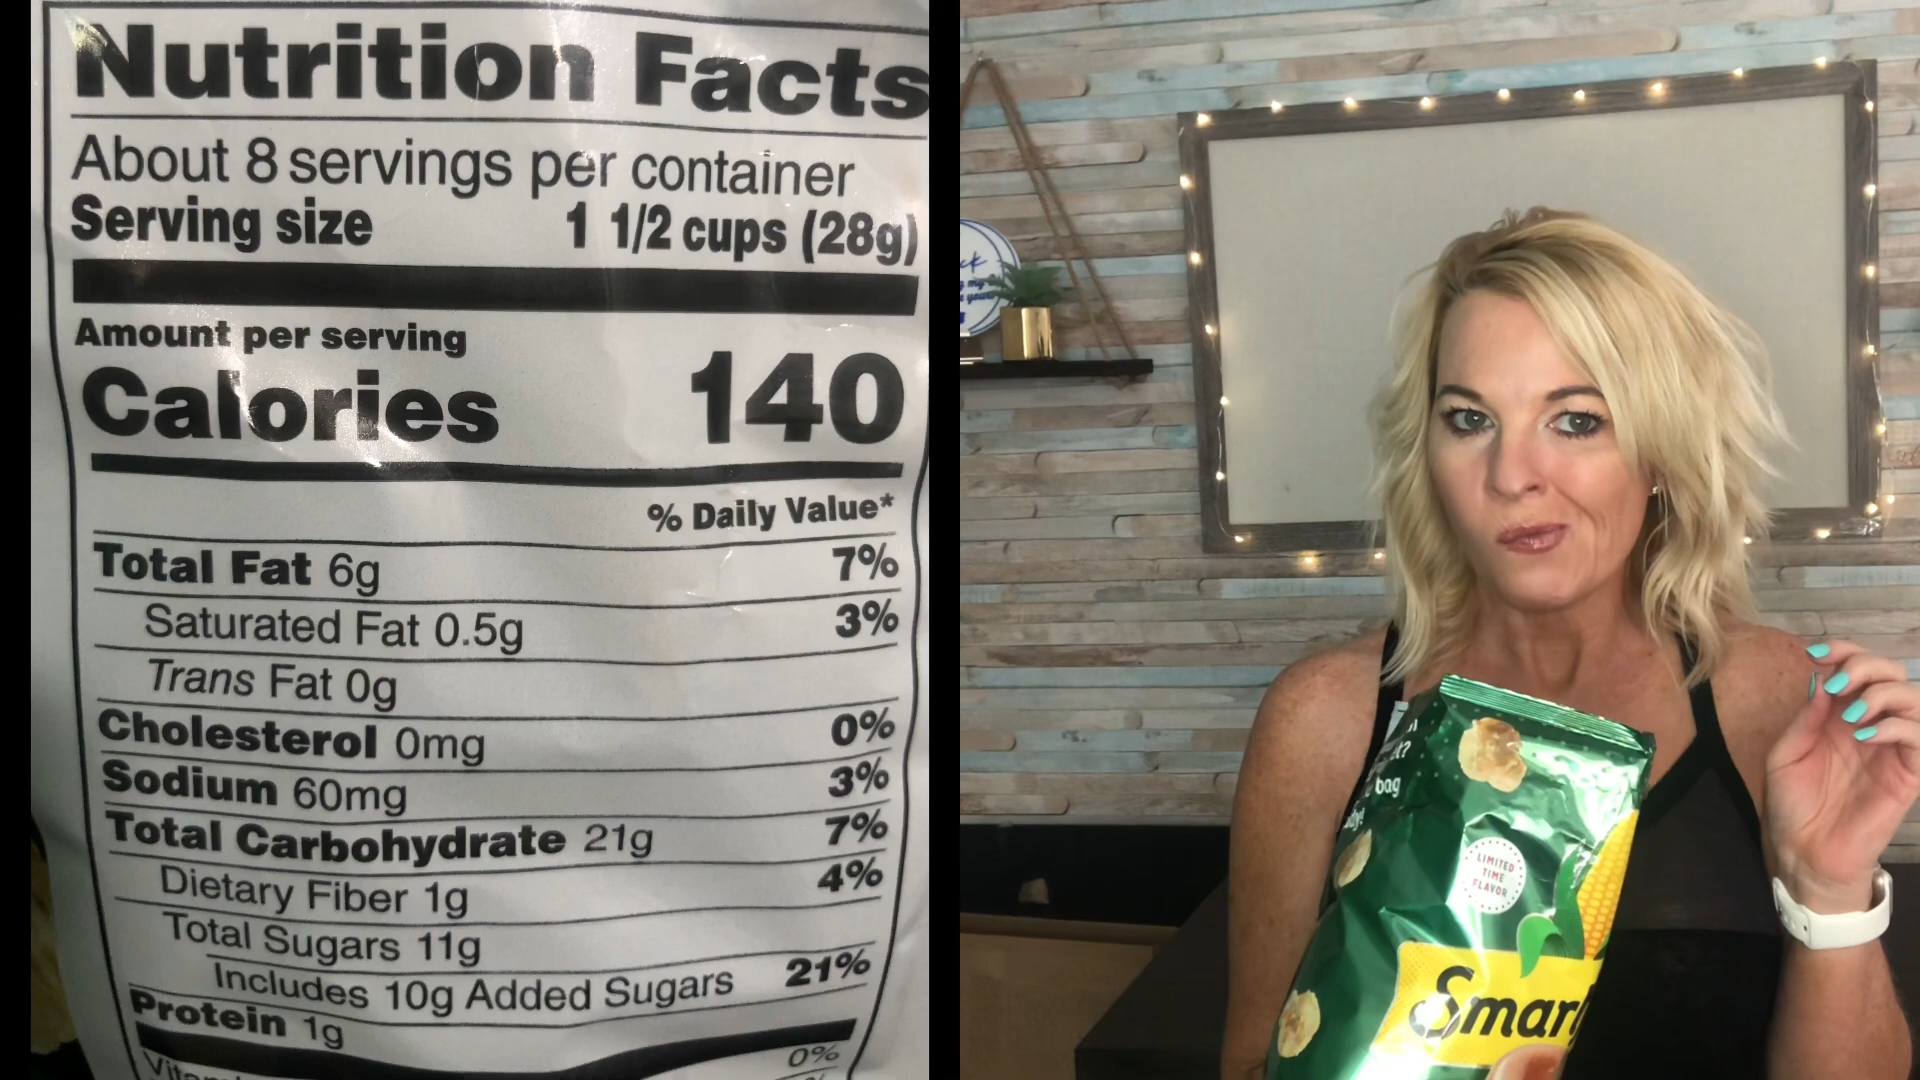 Nutrition Facts
About 8 servings per container
Serving size 1 1/2 cups (28g)
Amount per serving
Calories 140
% Daily Value*
Total Fat 6g 7%
Saturated Fat 0.5g 3%
Trans Fat 0g
Cholesterol 0mg 0%
Sodium 60mg 3%
Total Carbohydrate 21g 7%
Dietary Fiber 1g 4%
Total Sugars 11g
Includes 10g Added Sugars 21%
Protein 1g
0%
bag
LIMITED
TIME
FLAVOR
Smart